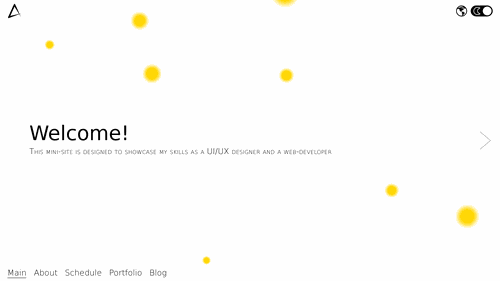 Welcome!
This mini-site is designed to showcase my skills as a UI/UX designer and a web-developer
Main About Schedule Portfolio Blog